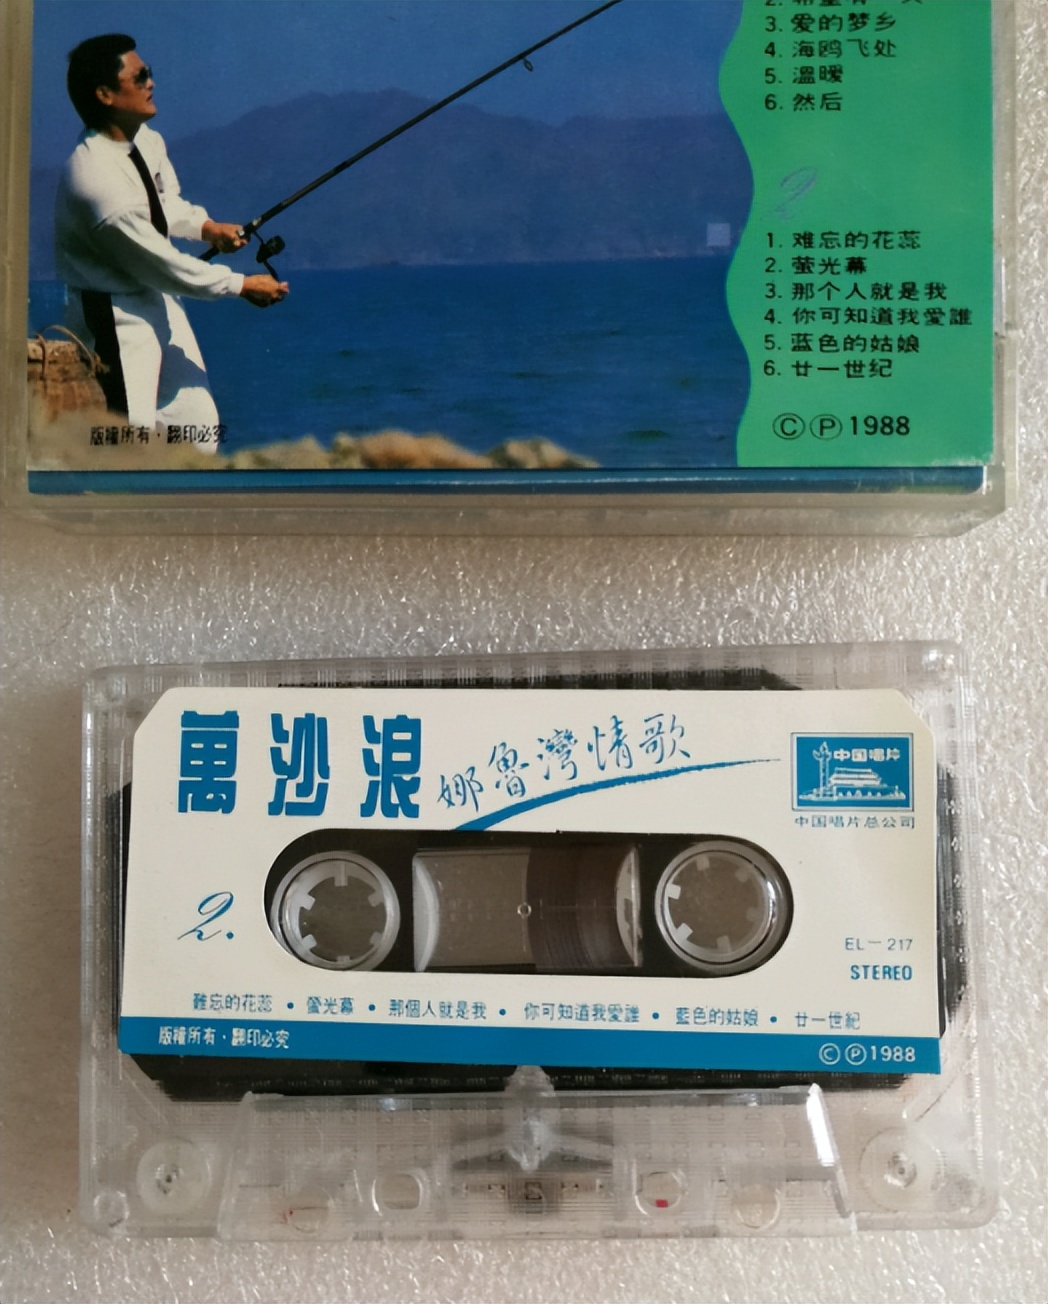 3. 爱的梦乡
4. 海鸥飞处
5. 溫暧
6. 然后
2
1. 难忘的花蕊
2. 萤光幕
3. 那个人就是我
4. 你可知道我愛誰
5. 蓝色的姑娘
6. 廿一世纪
版權所有·翻印必究
©℗1988
萬沙浪
娜魯灣情歌
中国唱片
中国唱片总公司
2.
EL-217
STEREO
難忘的花蕊 • 螢光幕 • 那個人就是我 • 你可知道我愛誰 • 藍色的姑娘 • 廿一世紀
版權所有·翻印必究
©℗1988